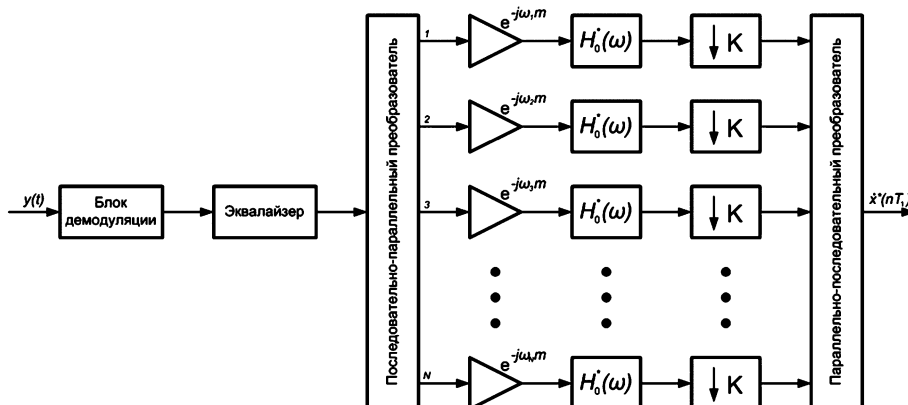 y(t)
Блок
демодуляции
Эквалайзер
Последовательно-параллельный преобразователь
1
e^{-jω₁m}
H₀^*(ω)
↓ K
2
e^{-jω₂m}
H₀^*(ω)
↓ K
3
e^{-jω₃m}
H₀^*(ω)
↓ K
N
e^{-jω_N m}
H₀^*(ω)
↓ K
Параллельно-последовательный преобразователь
ẋ*(nT₁)